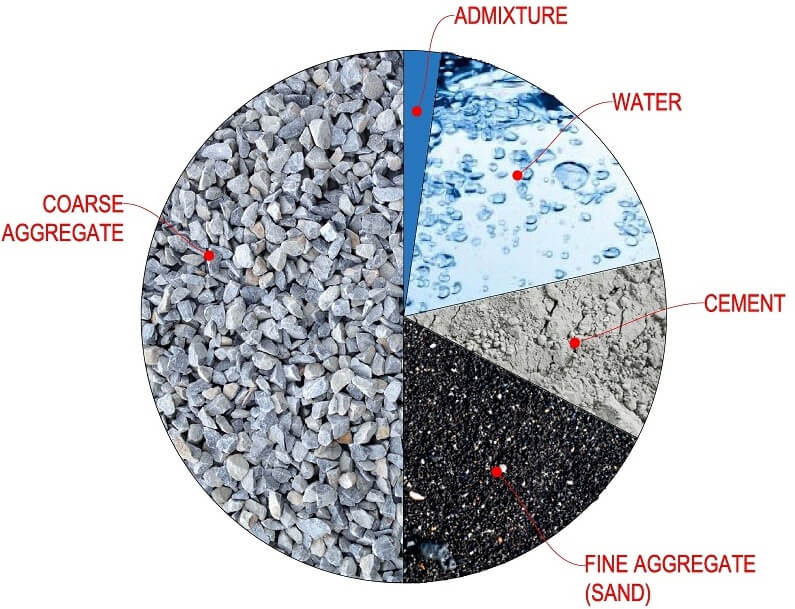 ADMIXTURE
WATER
COARSE
AGGREGATE
CEMENT
FINE AGGREGATE
(SAND)